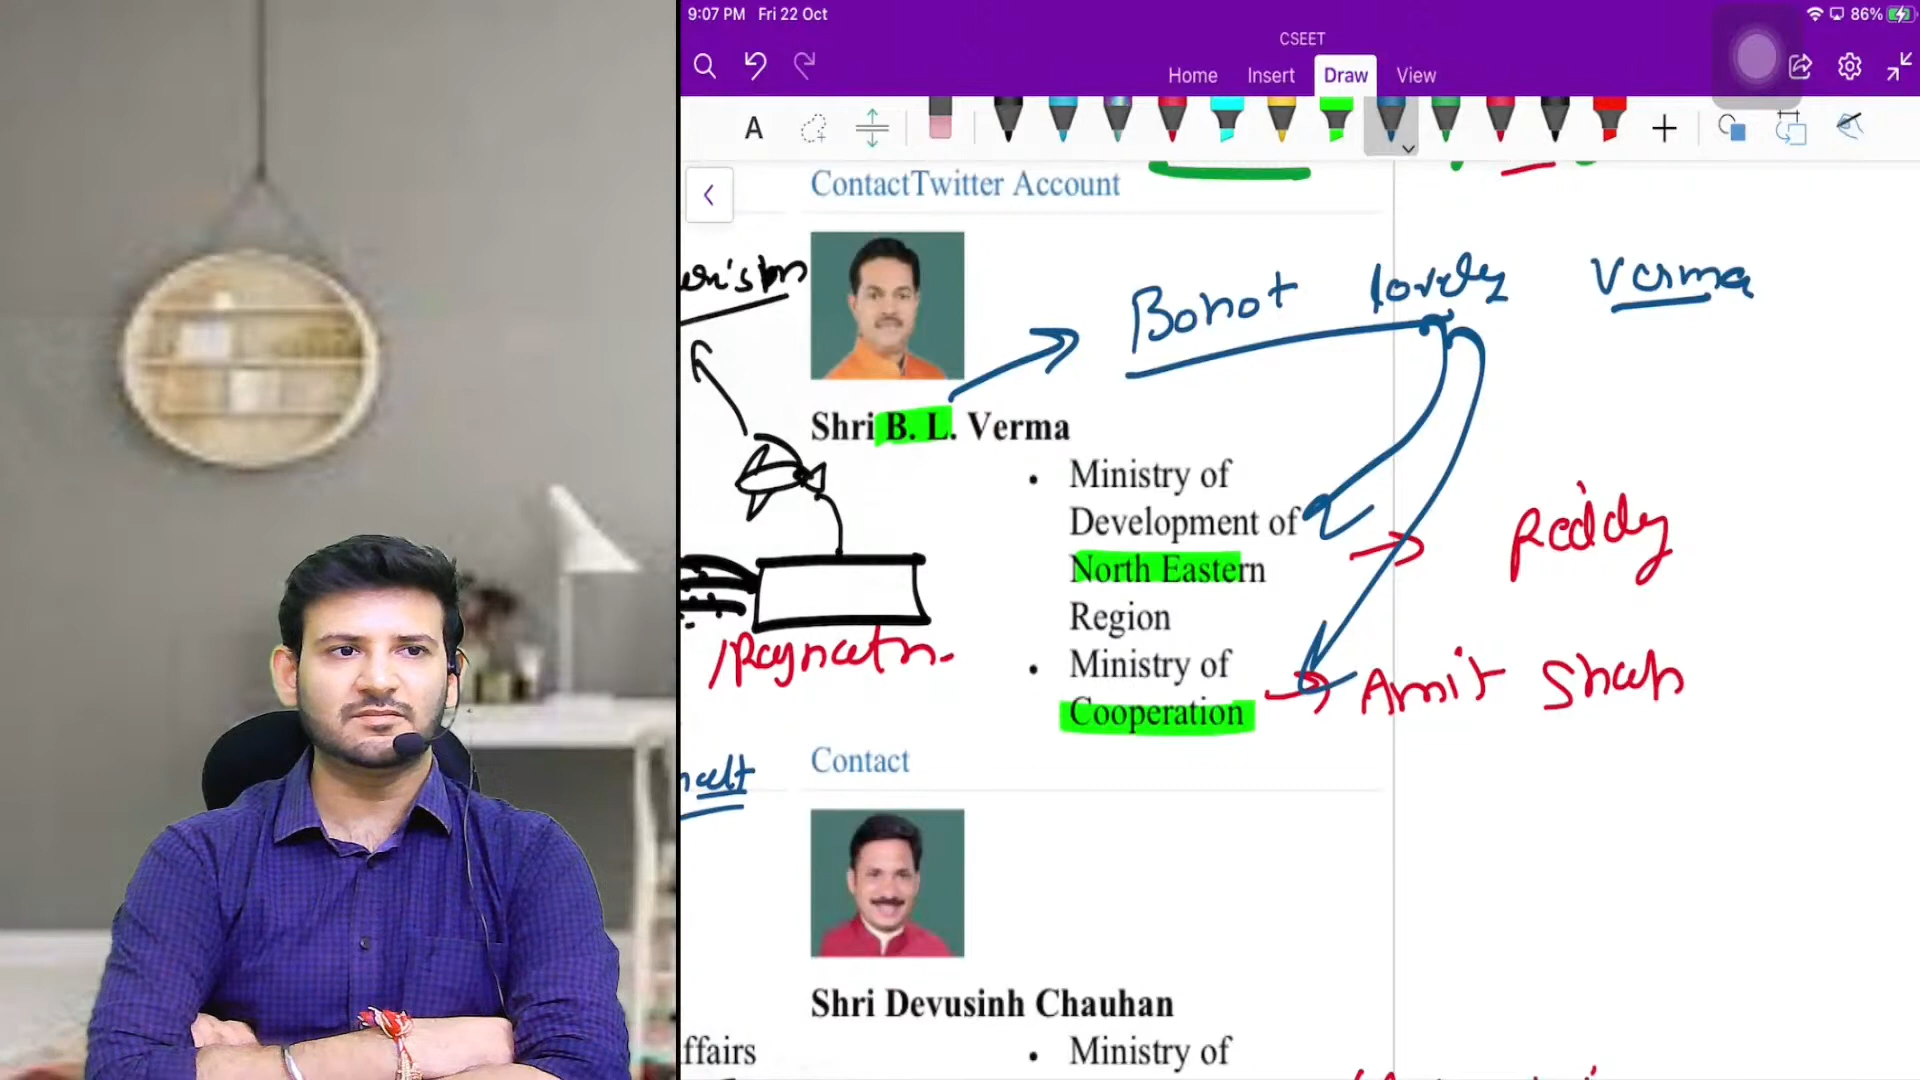 9:07 PM Fri 22 Oct
86%
CSEET
Home Insert Draw View
A
ContactTwitter Account
Bohot lovely Verma
Shri B. L. Verma
• Ministry of
Development of
North Eastern
Region
Reddy
• Ministry of
Cooperation
Amit Shah
Contact
Shri Devusinh Chauhan
ffairs
• Ministry of